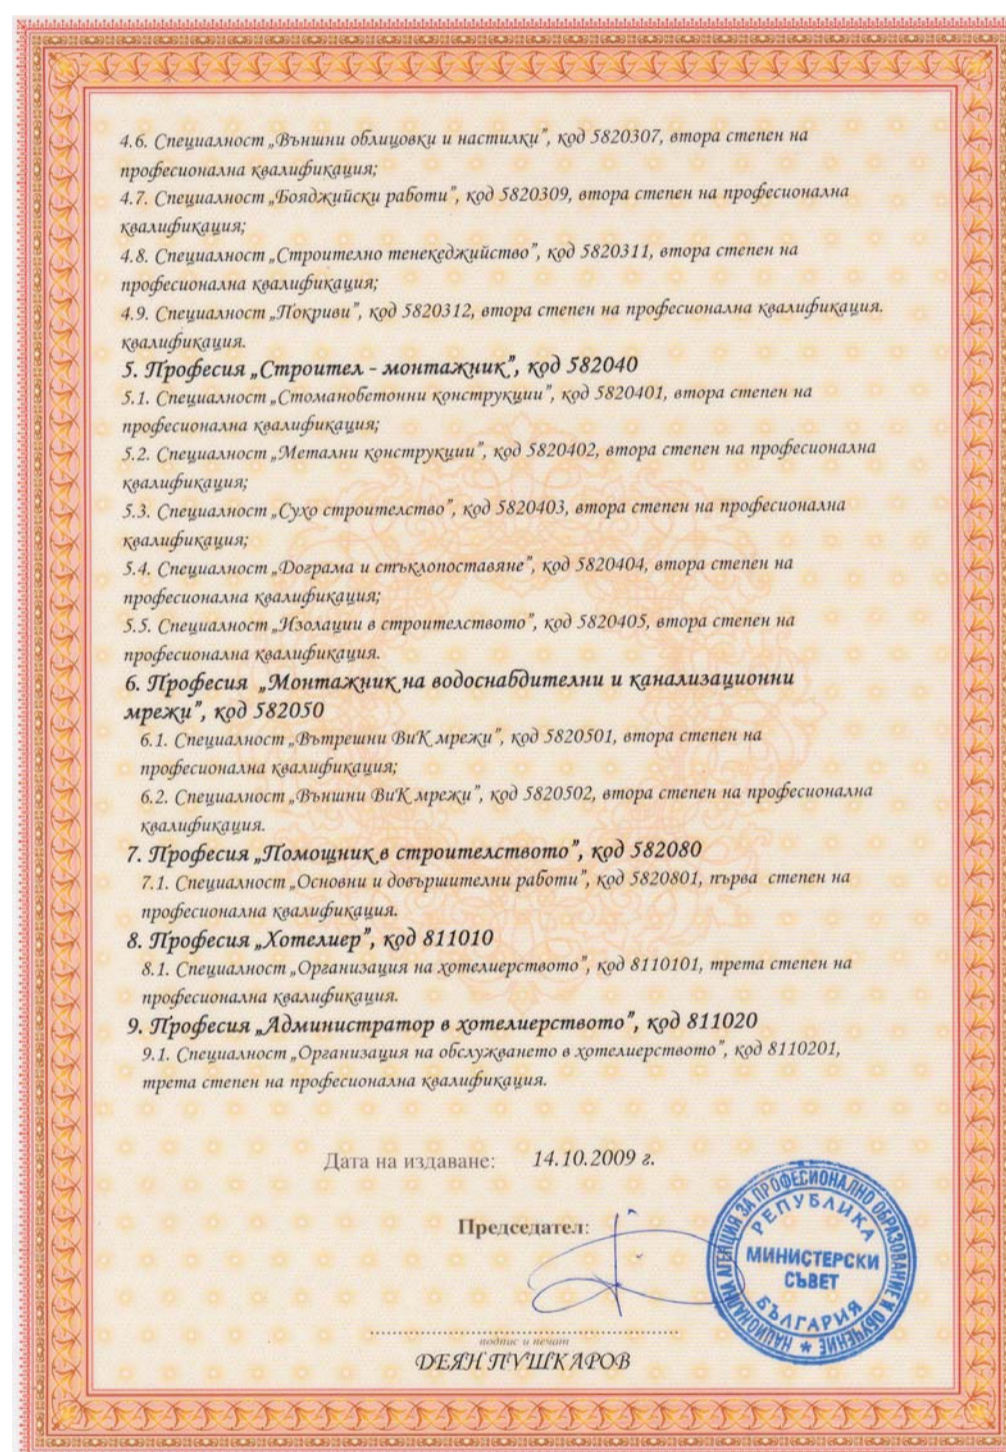 4.6. Специалност „Външни облицовки и настилки", код 5820307, втора степен на
професионална квалификация;
4.7. Специалност „Бояджийски работи", код 5820309, втора степен на професионална
квалификация;
4.8. Специалност „Строително тенекеджийство", код 5820311, втора степен на
професионална квалификация;
4.9. Специалност „Покриви", код 5820312, втора степен на професионална квалификация.
квалификация.
5. Професия „Строител - монтажник", код 582040
5.1. Специалност „Стоманобетонни конструкции", код 5820401, втора степен на
професионална квалификация;
5.2. Специалност „Метални конструкции", код 5820402, втора степен на професионална
квалификация;
5.3. Специалност „Сухо строителство", код 5820403, втора степен на професионална
квалификация;
5.4. Специалност „Дограма и стъклопоставяне", код 5820404, втора степен на
професионална квалификация;
5.5. Специалност „Изолации в строителството", код 5820405, втора степен на
професионална квалификация.
6. Професия „Монтажник на водоснабдителни и канализационни
мрежи", код 582050
6.1. Специалност „Вътрешни ВиК мрежи", код 5820501, втора степен на
професионална квалификация;
6.2. Специалност „Външни ВиК мрежи", код 5820502, втора степен на професионална
квалификация.
7. Професия „Помощник в строителството", код 582080
7.1. Специалност „Основни и довършителни работи", код 5820801, първа степен на
професионална квалификация.
8. Професия „Хотелиер", код 811010
8.1. Специалност „Организация на хотелиерството", код 8110101, трета степен на
професионална квалификация.
9. Професия „Администратор в хотелиерството", код 811020
9.1. Специалност „Организация на обслужването в хотелиерството", код 8110201,
трета степен на професионална квалификация.
Дата на издаване: 14.10.2009 г.
Председател:
подпис и печат
ДЕЯН ПУШКАРОВ
НАЦИОНАЛНА АГЕНЦИЯ ЗА ПРОФЕСИОНАЛНО ОБРАЗОВАНИЕ И ОБУЧЕНИЕ
РЕПУБЛИКА
МИНИСТЕРСКИ
СЪВЕТ
БЪЛГАРИЯ